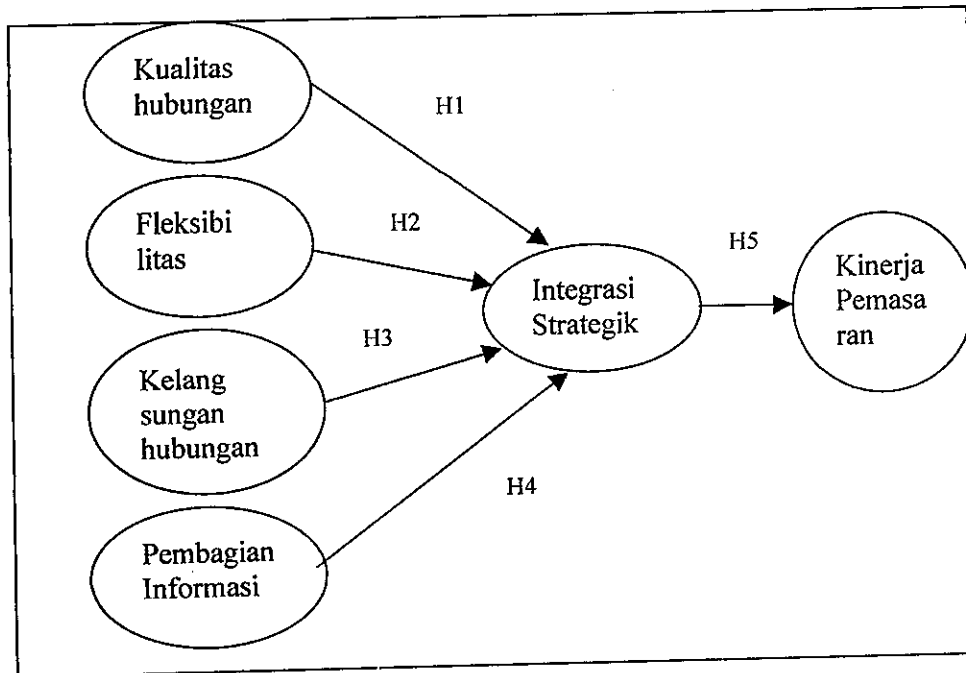 Kualitas
hubungan
H1
Fleksibi
litas
H2
Kelang
sungan
hubungan
H3
Pembagian
Informasi
H4
Integrasi
Strategik
H5
Kinerja
Pemasa
ran